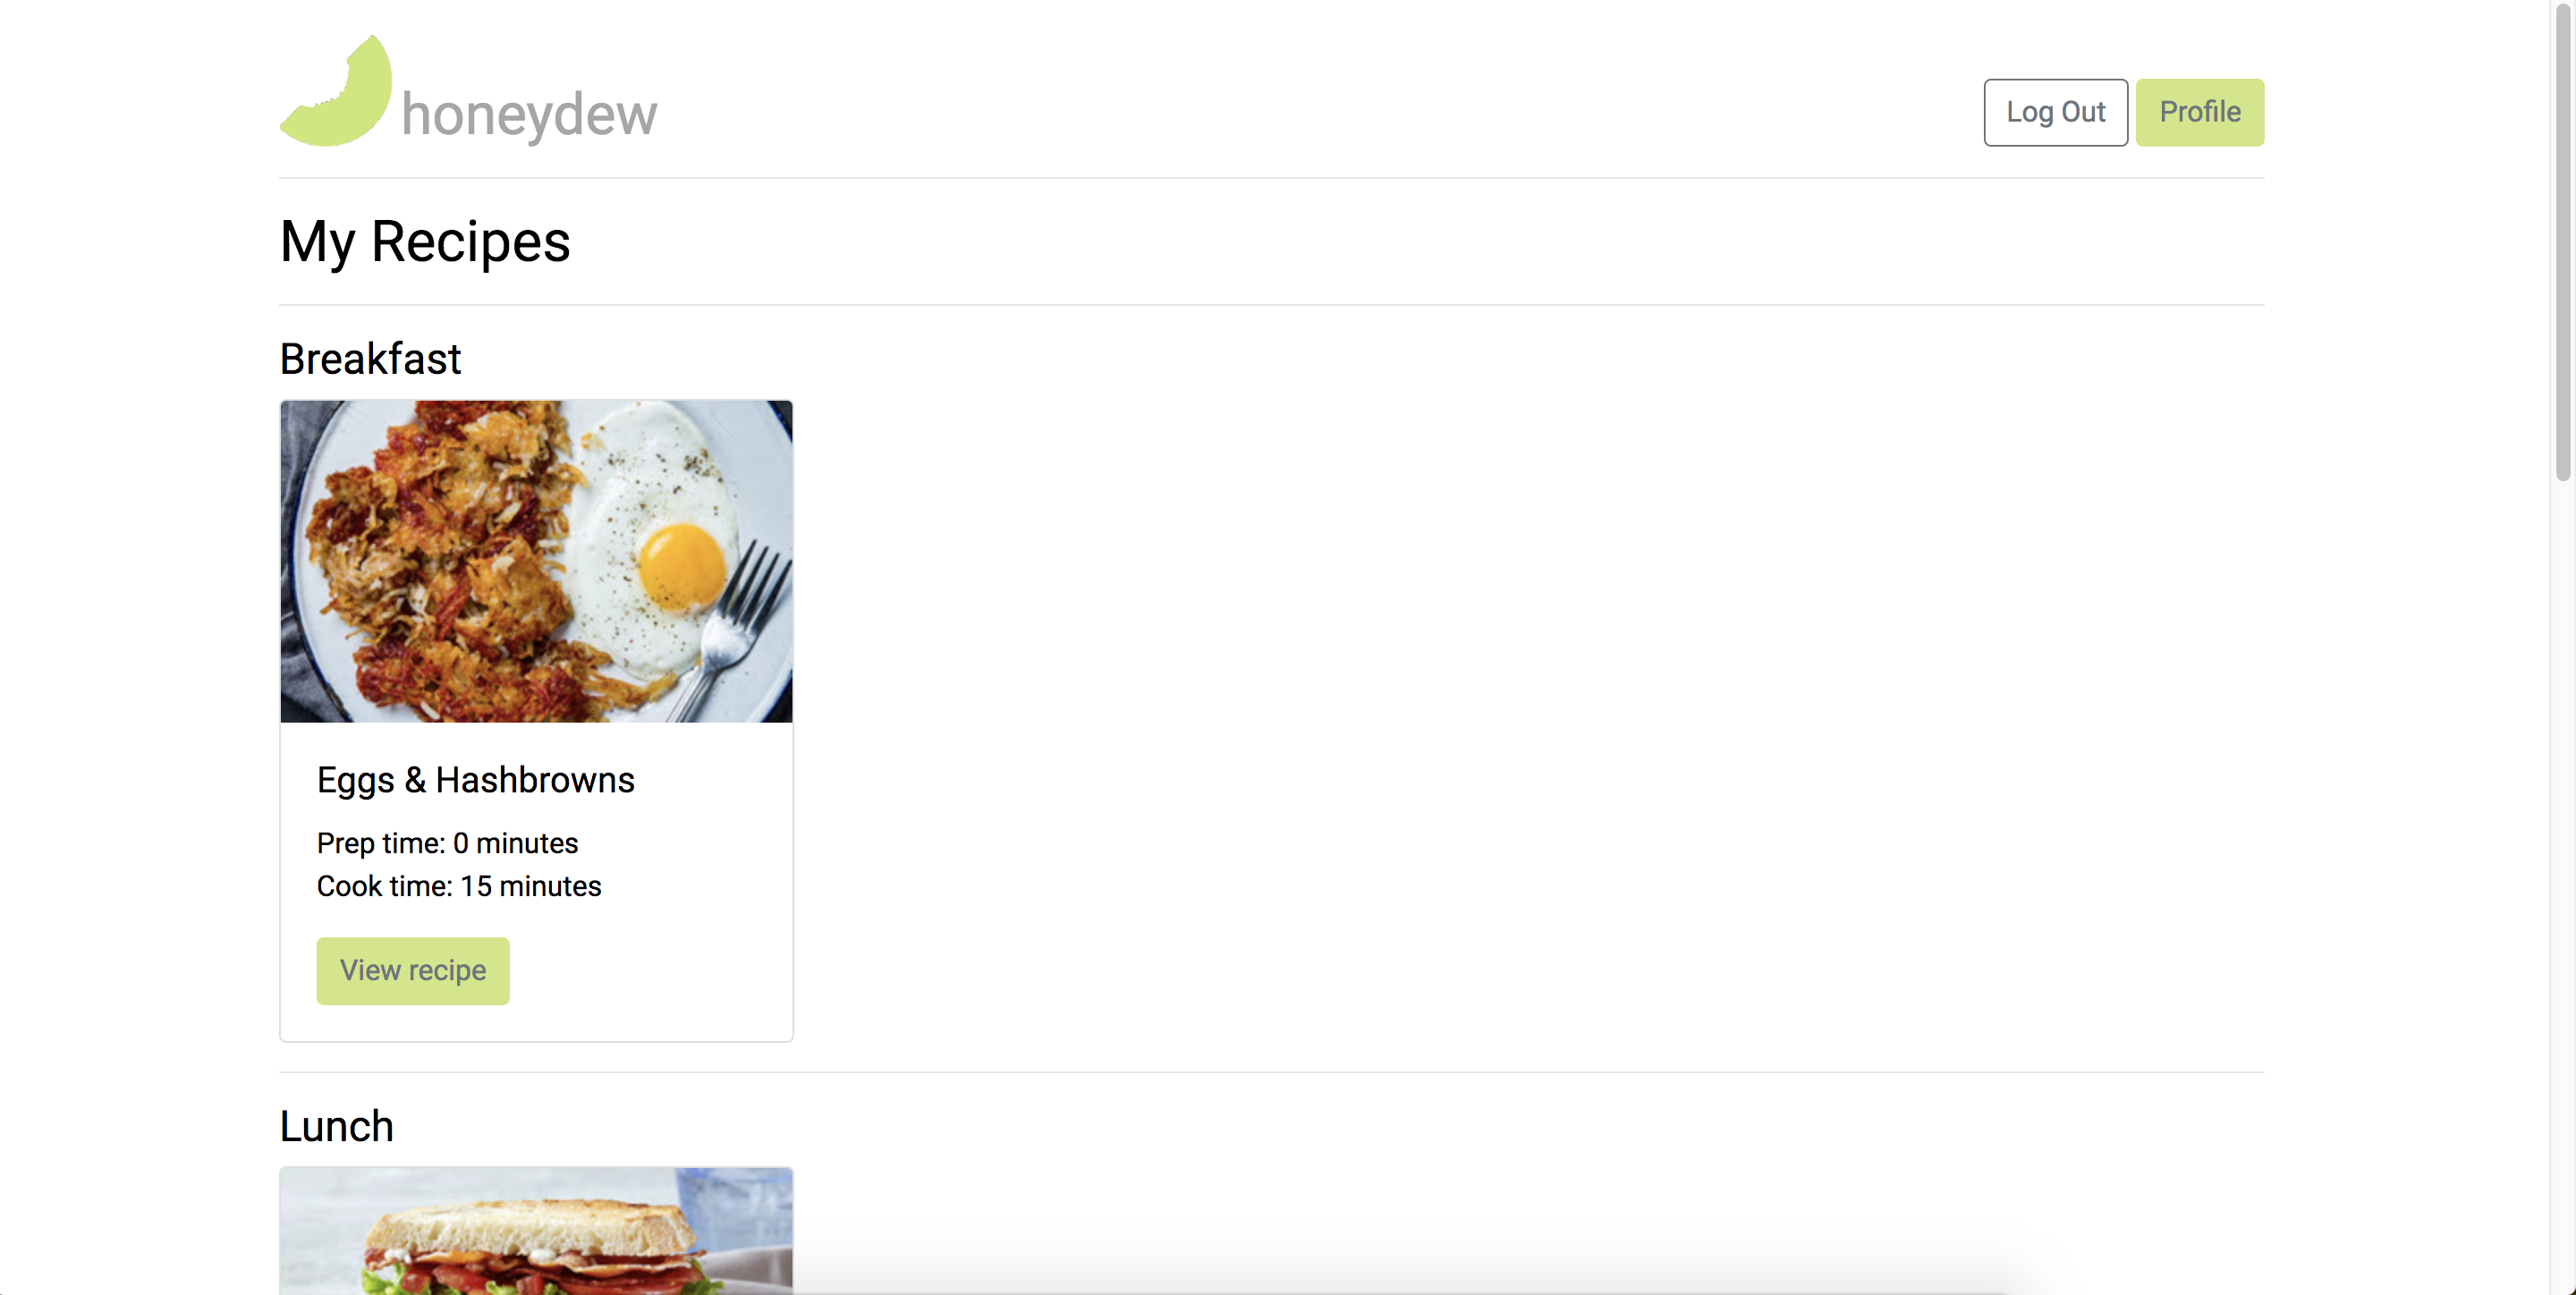 honeydew
Log Out
Profile
My Recipes
Breakfast
Eggs & Hashbrowns
Prep time: 0 minutes
Cook time: 15 minutes
View recipe
Lunch